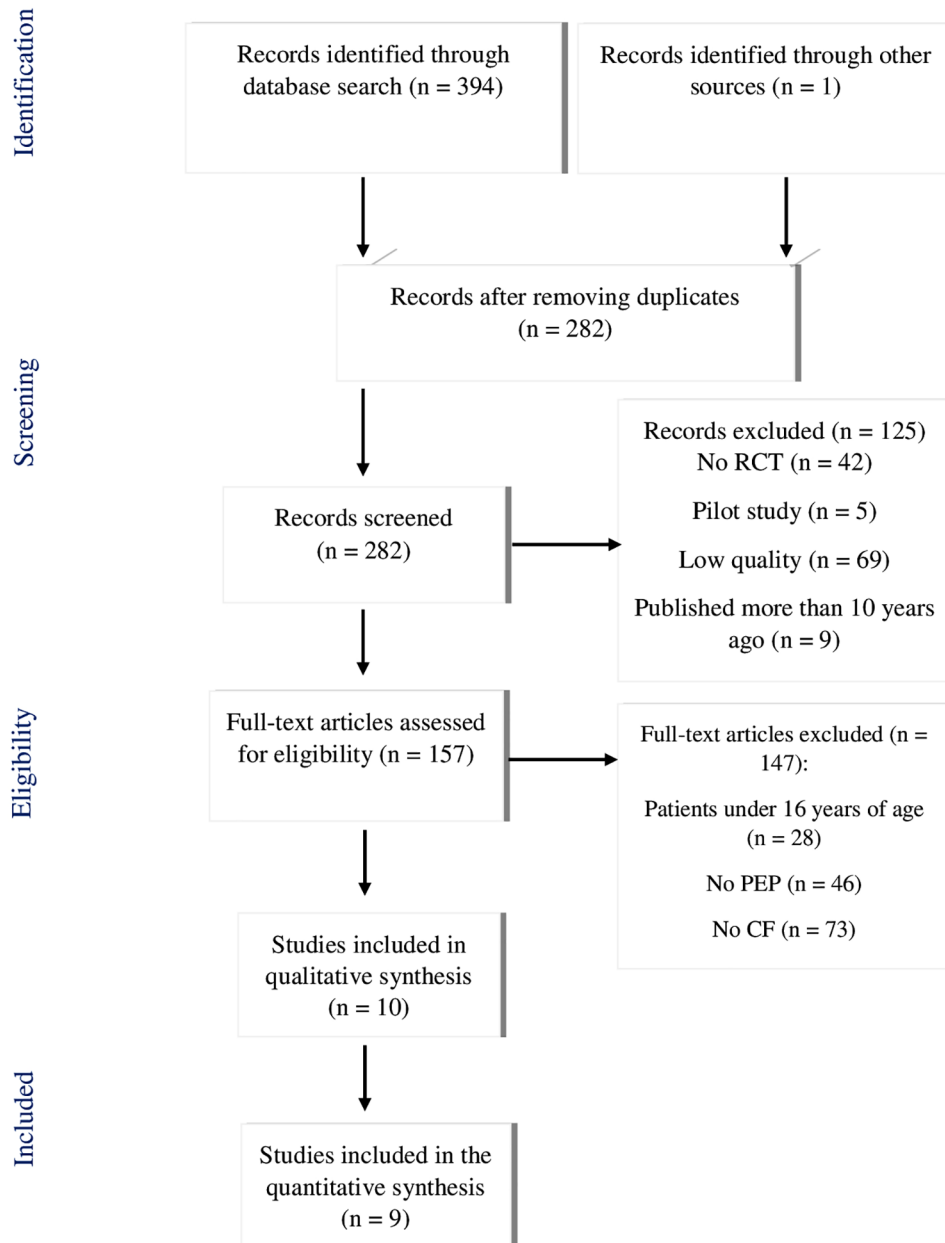 Identification
Records identified through
database search (n = 394)
Records identified through other
sources (n = 1)
Records after removing duplicates
(n = 282)
Screening
Records excluded (n = 125)
No RCT (n = 42)
Pilot study (n = 5)
Low quality (n = 69)
Published more than 10 years
ago (n = 9)
Records screened
(n = 282)
Eligibility
Full-text articles assessed
for eligibility (n = 157)
Full-text articles excluded (n =
147):
Patients under 16 years of age
(n = 28)
No PEP (n = 46)
No CF (n = 73)
Studies included in
qualitative synthesis
(n = 10)
Included
Studies included in the
quantitative synthesis
(n = 9)